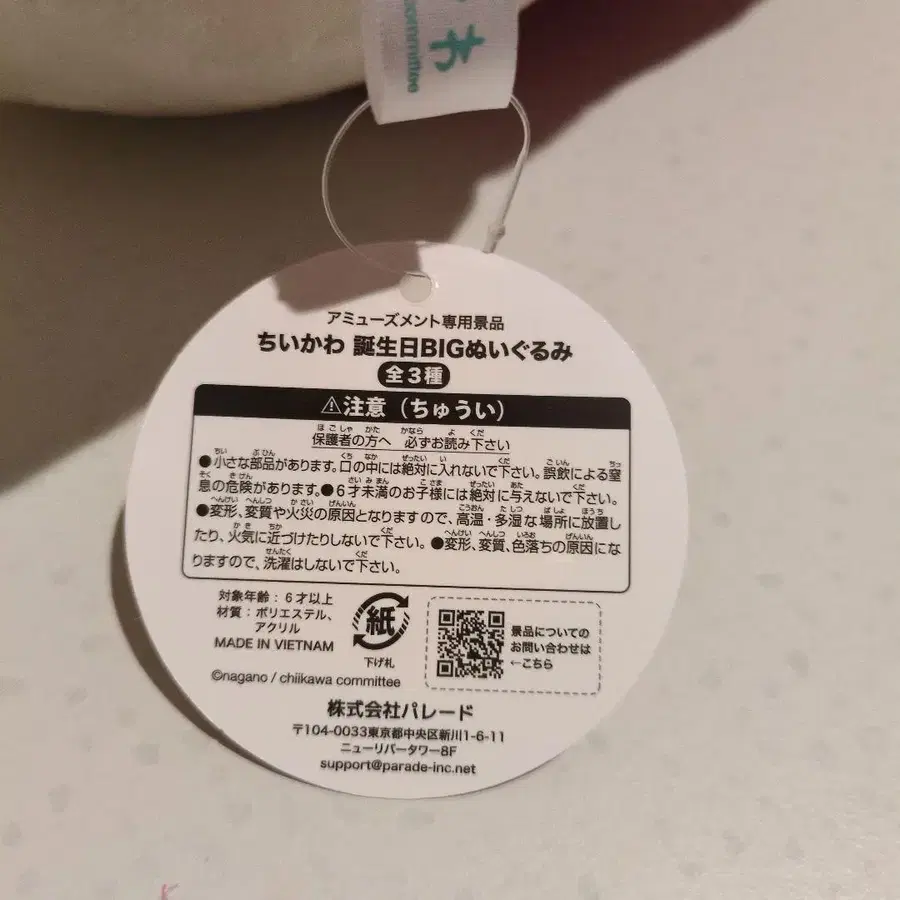 わ
committee
アミューズメント専用景品
ちいかわ 誕生日BIGぬいぐるみ
全3種
⚠注意(ちゅうい)
保護者の方へ 必ずお読み下さい
●小さな部品があります。口の中には絶対に入れないで下さい。誤飲による窒
息の危険があります。●6才未満のお子様には絶対に与えないで下さい。
●変形、変質や火災の原因となりますので、高温・多湿な場所に放置し
たり、火気に近づけたりしないで下さい。●変形、変質、色落ちの原因にな
りますので、洗濯はしないで下さい。
対象年齢：6才以上
材質：ポリエステル、
アクリル
MADE IN VIETNAM
紙
下げ札
景品についての
お問い合わせは
←こちら
©nagano / chiikawa committee
株式会社パレード
〒104-0033東京都中央区新川1-6-11
ニューリバータワー8F
support@parade-inc.net